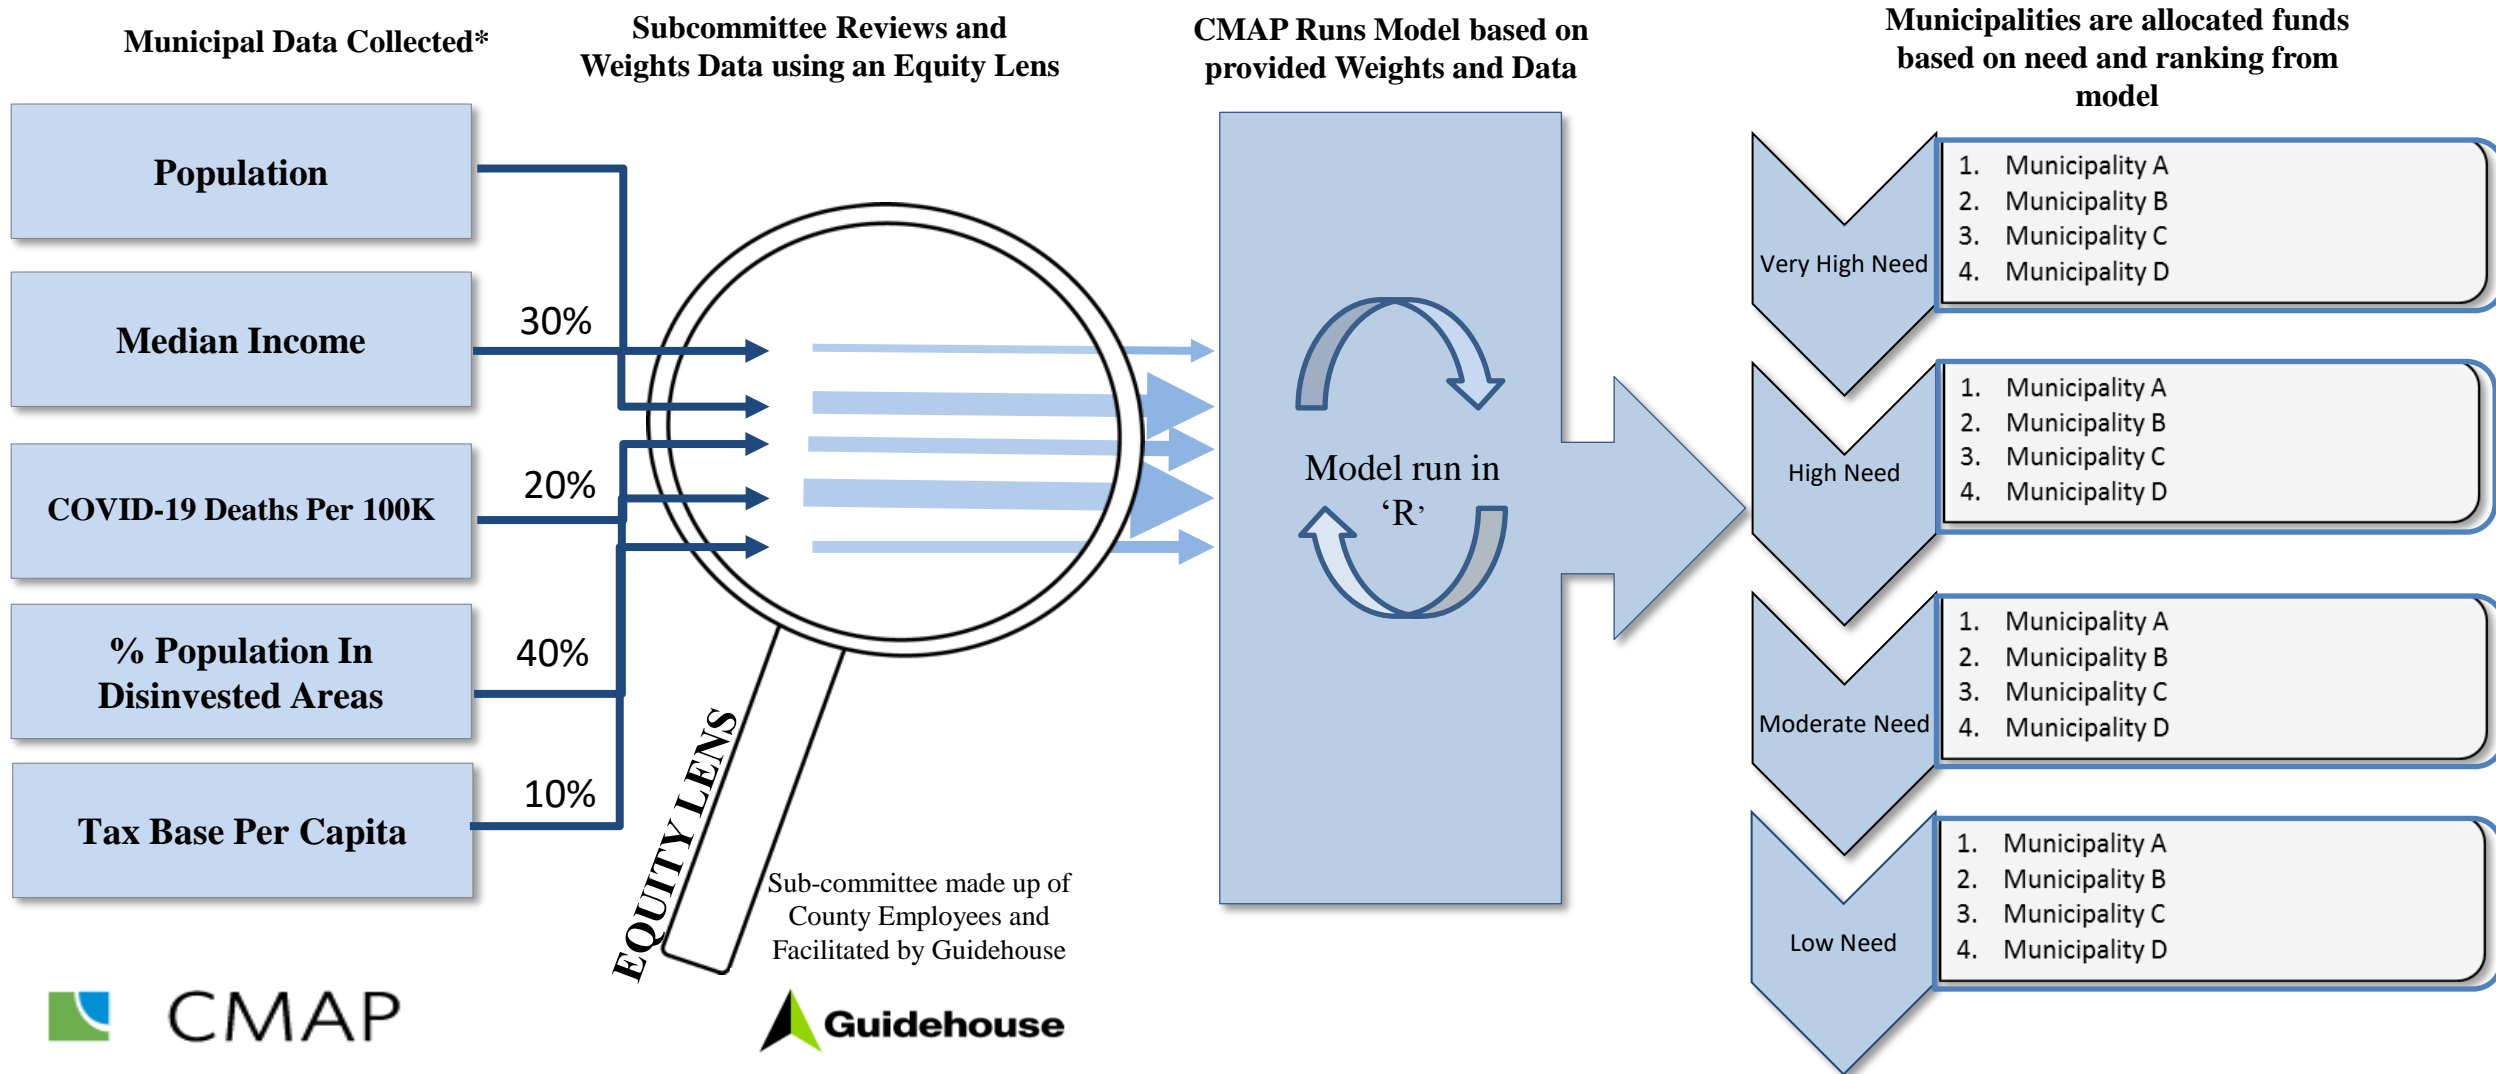 Municipal Data Collected*
Subcommittee Reviews and
Weights Data using an Equity Lens
CMAP Runs Model based on
provided Weights and Data
Municipalities are allocated funds
based on need and ranking from
model
Population
Median Income
30%
COVID-19 Deaths Per 100K
20%
% Population In
Disinvested Areas
40%
Tax Base Per Capita
10%
EQUITY LENS
Sub-committee made up of
County Employees and
Facilitated by Guidehouse
Model run in
‘R’
Very High Need
1. Municipality A
2. Municipality B
3. Municipality C
4. Municipality D
High Need
1. Municipality A
2. Municipality B
3. Municipality C
4. Municipality D
Moderate Need
1. Municipality A
2. Municipality B
3. Municipality C
4. Municipality D
Low Need
1. Municipality A
2. Municipality B
3. Municipality C
4. Municipality D
CMAP
Guidehouse